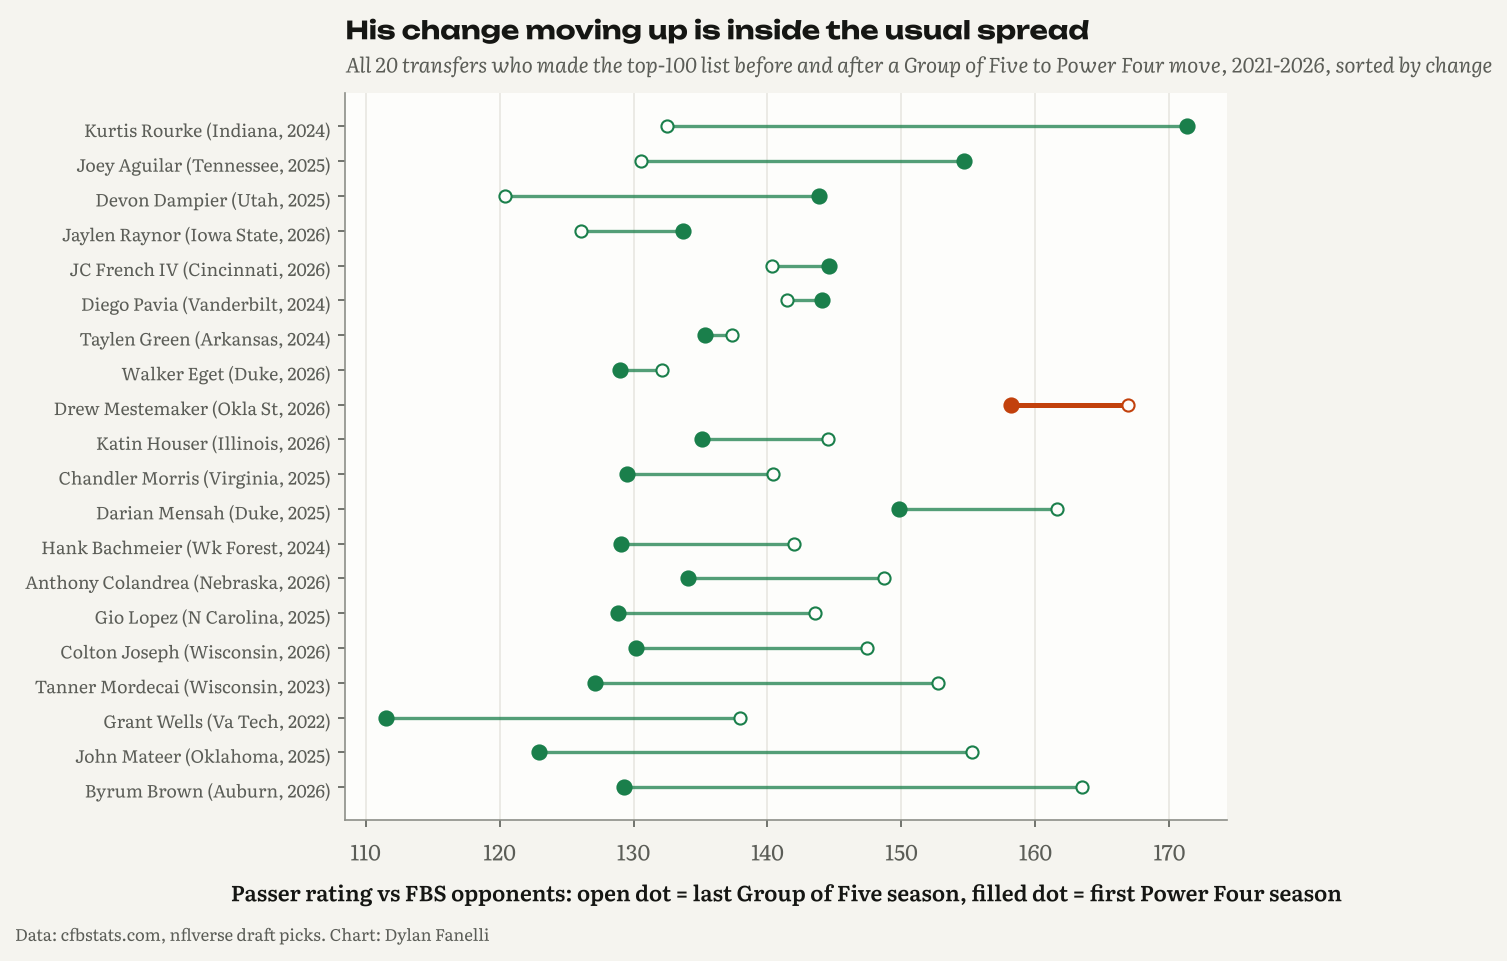 His change moving up is inside the usual spread
All 20 transfers who made the top-100 list before and after a Group of Five to Power Four move, 2021-2026, sorted by change
Kurtis Rourke (Indiana, 2024)
Joey Aguilar (Tennessee, 2025)
Devon Dampier (Utah, 2025)
Jaylen Raynor (Iowa State, 2026)
JC French IV (Cincinnati, 2026)
Diego Pavia (Vanderbilt, 2024)
Taylen Green (Arkansas, 2024)
Walker Eget (Duke, 2026)
Drew Mestemaker (Okla St, 2026)
Katin Houser (Illinois, 2026)
Chandler Morris (Virginia, 2025)
Darian Mensah (Duke, 2025)
Hank Bachmeier (Wk Forest, 2024)
Anthony Colandrea (Nebraska, 2026)
Gio Lopez (N Carolina, 2025)
Colton Joseph (Wisconsin, 2026)
Tanner Mordecai (Wisconsin, 2023)
Grant Wells (Va Tech, 2022)
John Mateer (Oklahoma, 2025)
Byrum Brown (Auburn, 2026)
110 120 130 140 150 160 170
Passer rating vs FBS opponents: open dot = last Group of Five season, filled dot = first Power Four season
Data: cfbstats.com, nflverse draft picks. Chart: Dylan Fanelli